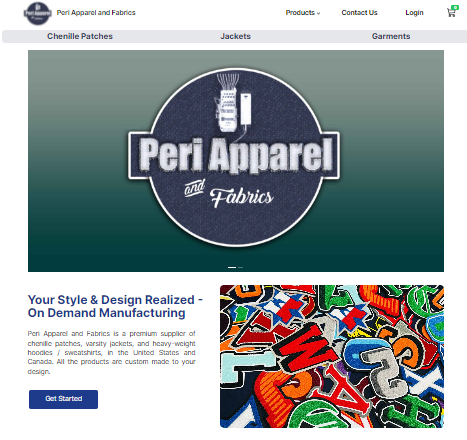 Peri Apparel and Fabrics
Products
Contact Us
Login
0
Chenille Patches
Jackets
Garments
Peri Apparel
and
Fabrics
Your Style & Design Realized -
On Demand Manufacturing
Peri Apparel and Fabrics is a premium supplier of
chenille patches, varsity jackets, and heavy-weight
hoodies / sweatshirts, in the United States and
Canada. All the products are custom made to your
design.
Get Started